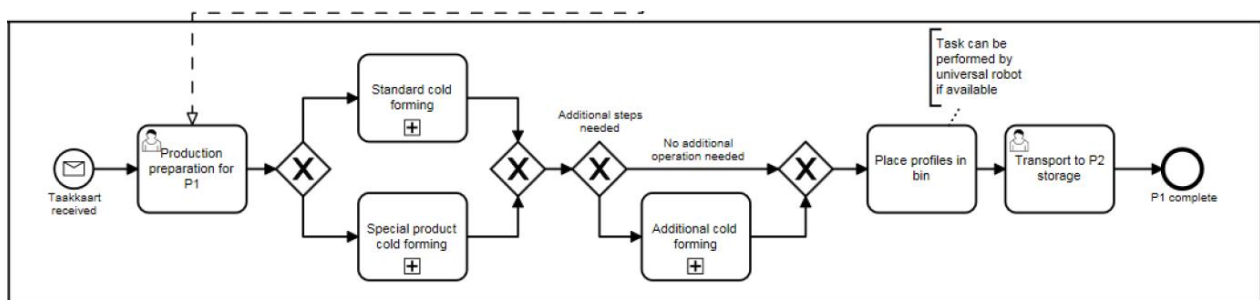 Task can be
performed by
universal robot
if available
Standard cold
forming
Additional steps
needed
No additional
operation needed
Production
preparation for
P1
Place profiles in
bin
Transport to P2
storage
Taakkaart
received
P1 complete
Special product
cold forming
Additional cold
forming